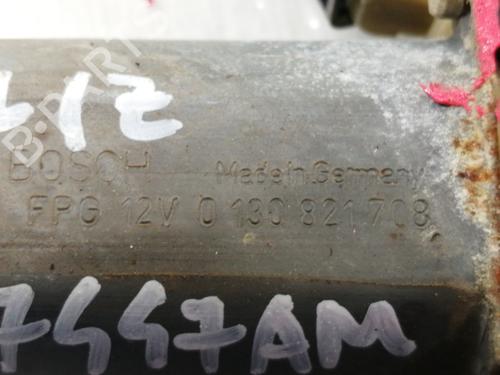 B-PARTS
BOSCH Made in Germany
FPG 12V 0 130 821 708
7447AM